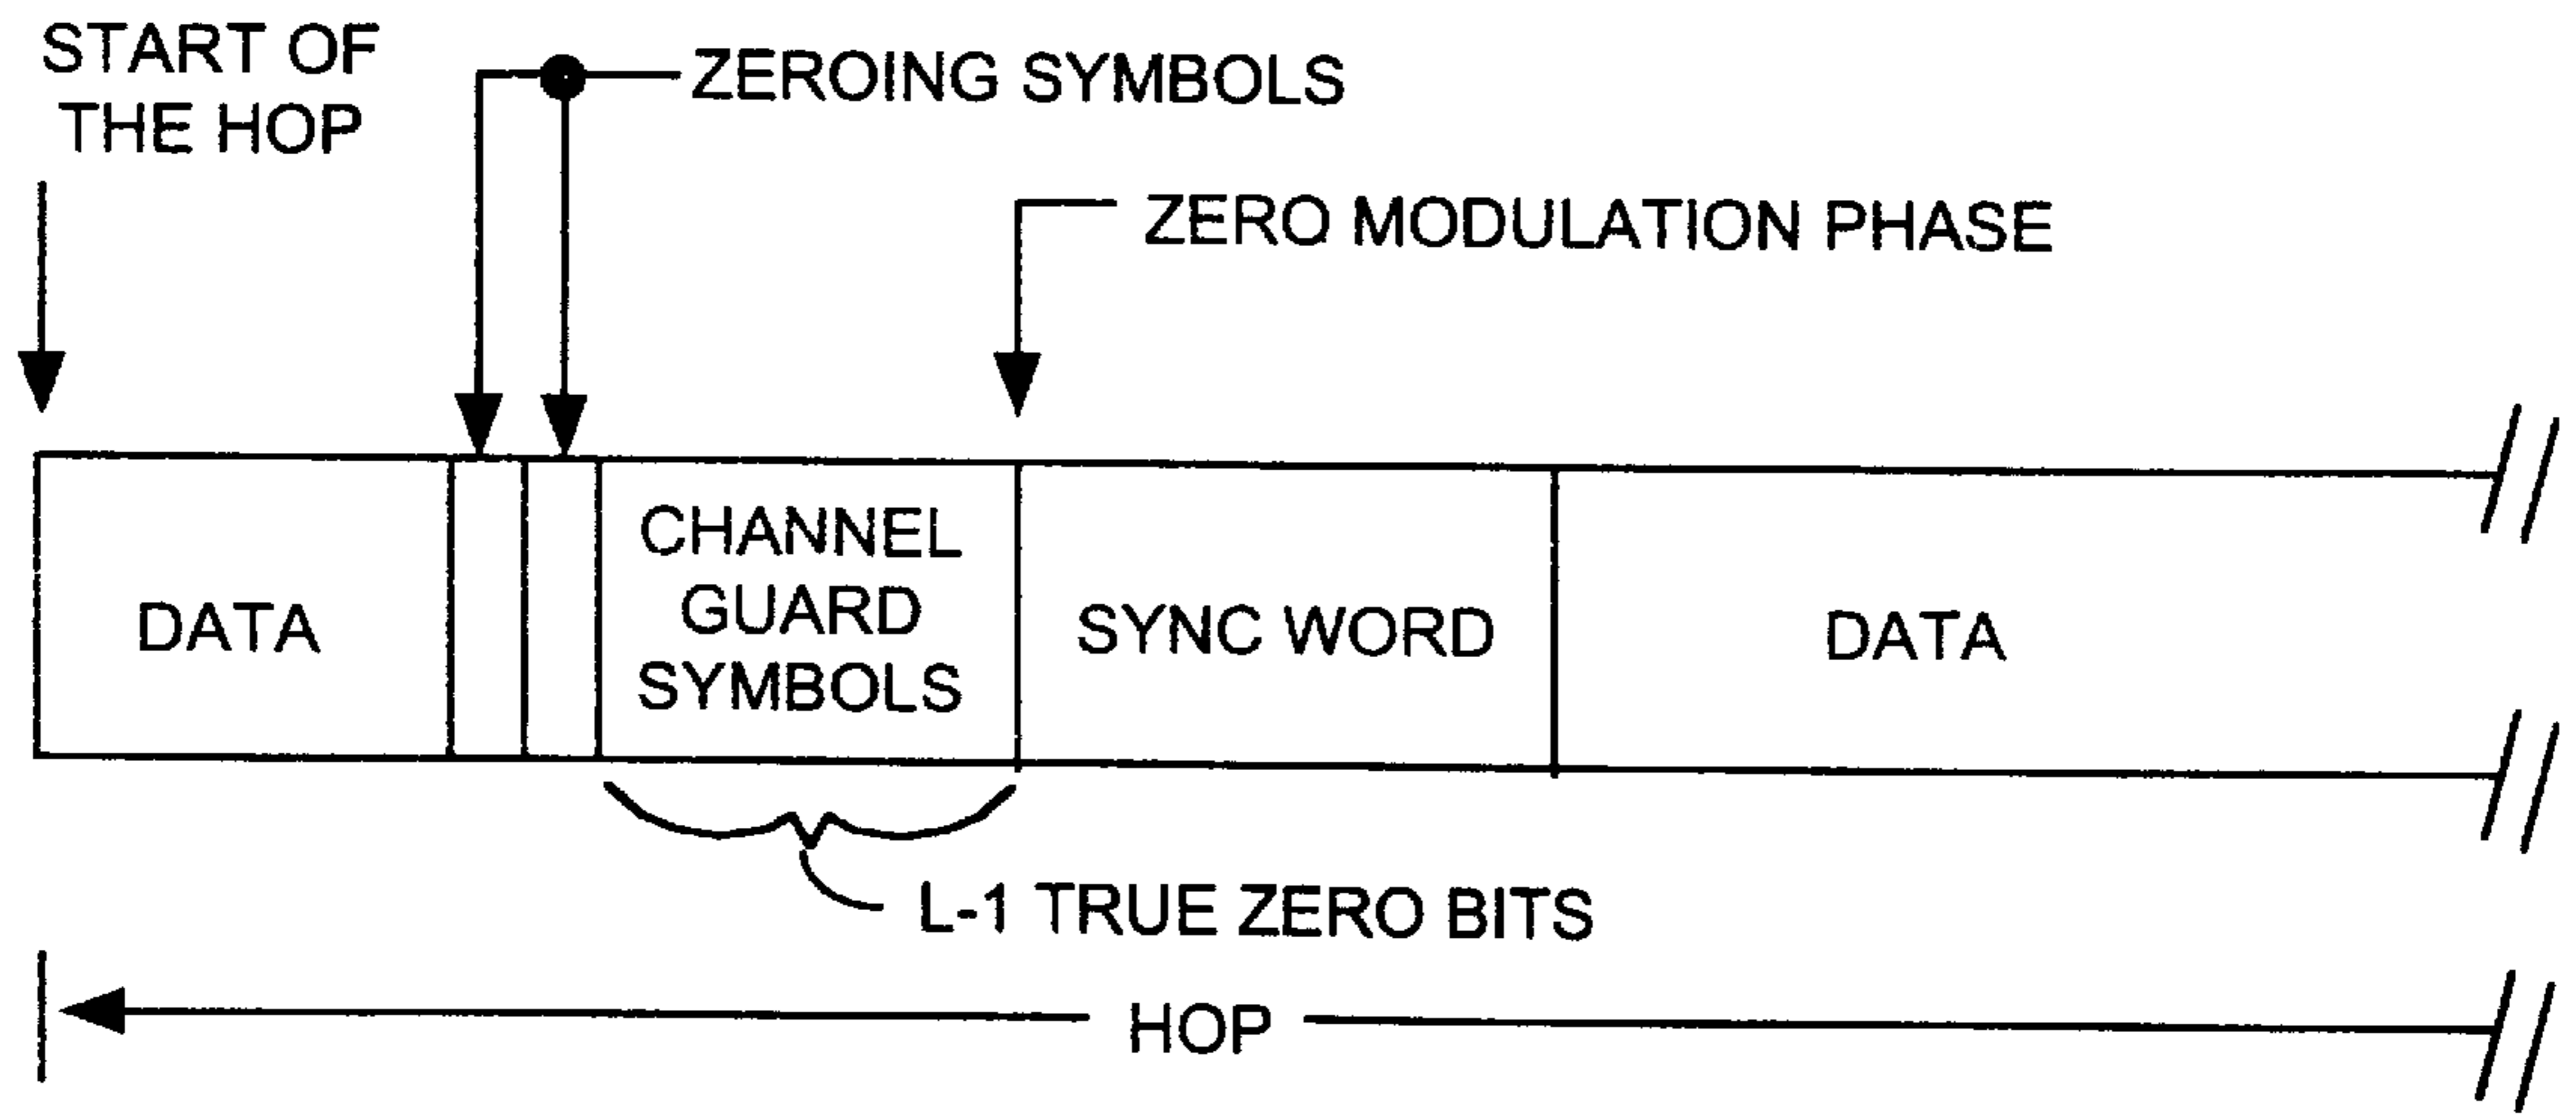 START OF
THE HOP
ZEROING SYMBOLS
ZERO MODULATION PHASE
DATA
CHANNEL
GUARD
SYMBOLS
SYNC WORD
DATA
L-1 TRUE ZERO BITS
HOP